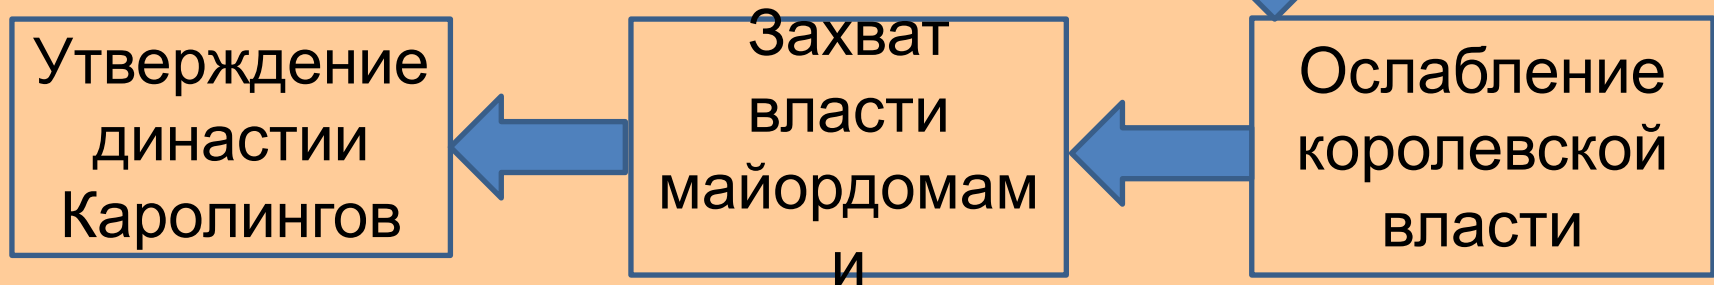 Утверждение
династии
Каролингов
Захват
власти
майордомам
и
Ослабление
королевской
власти